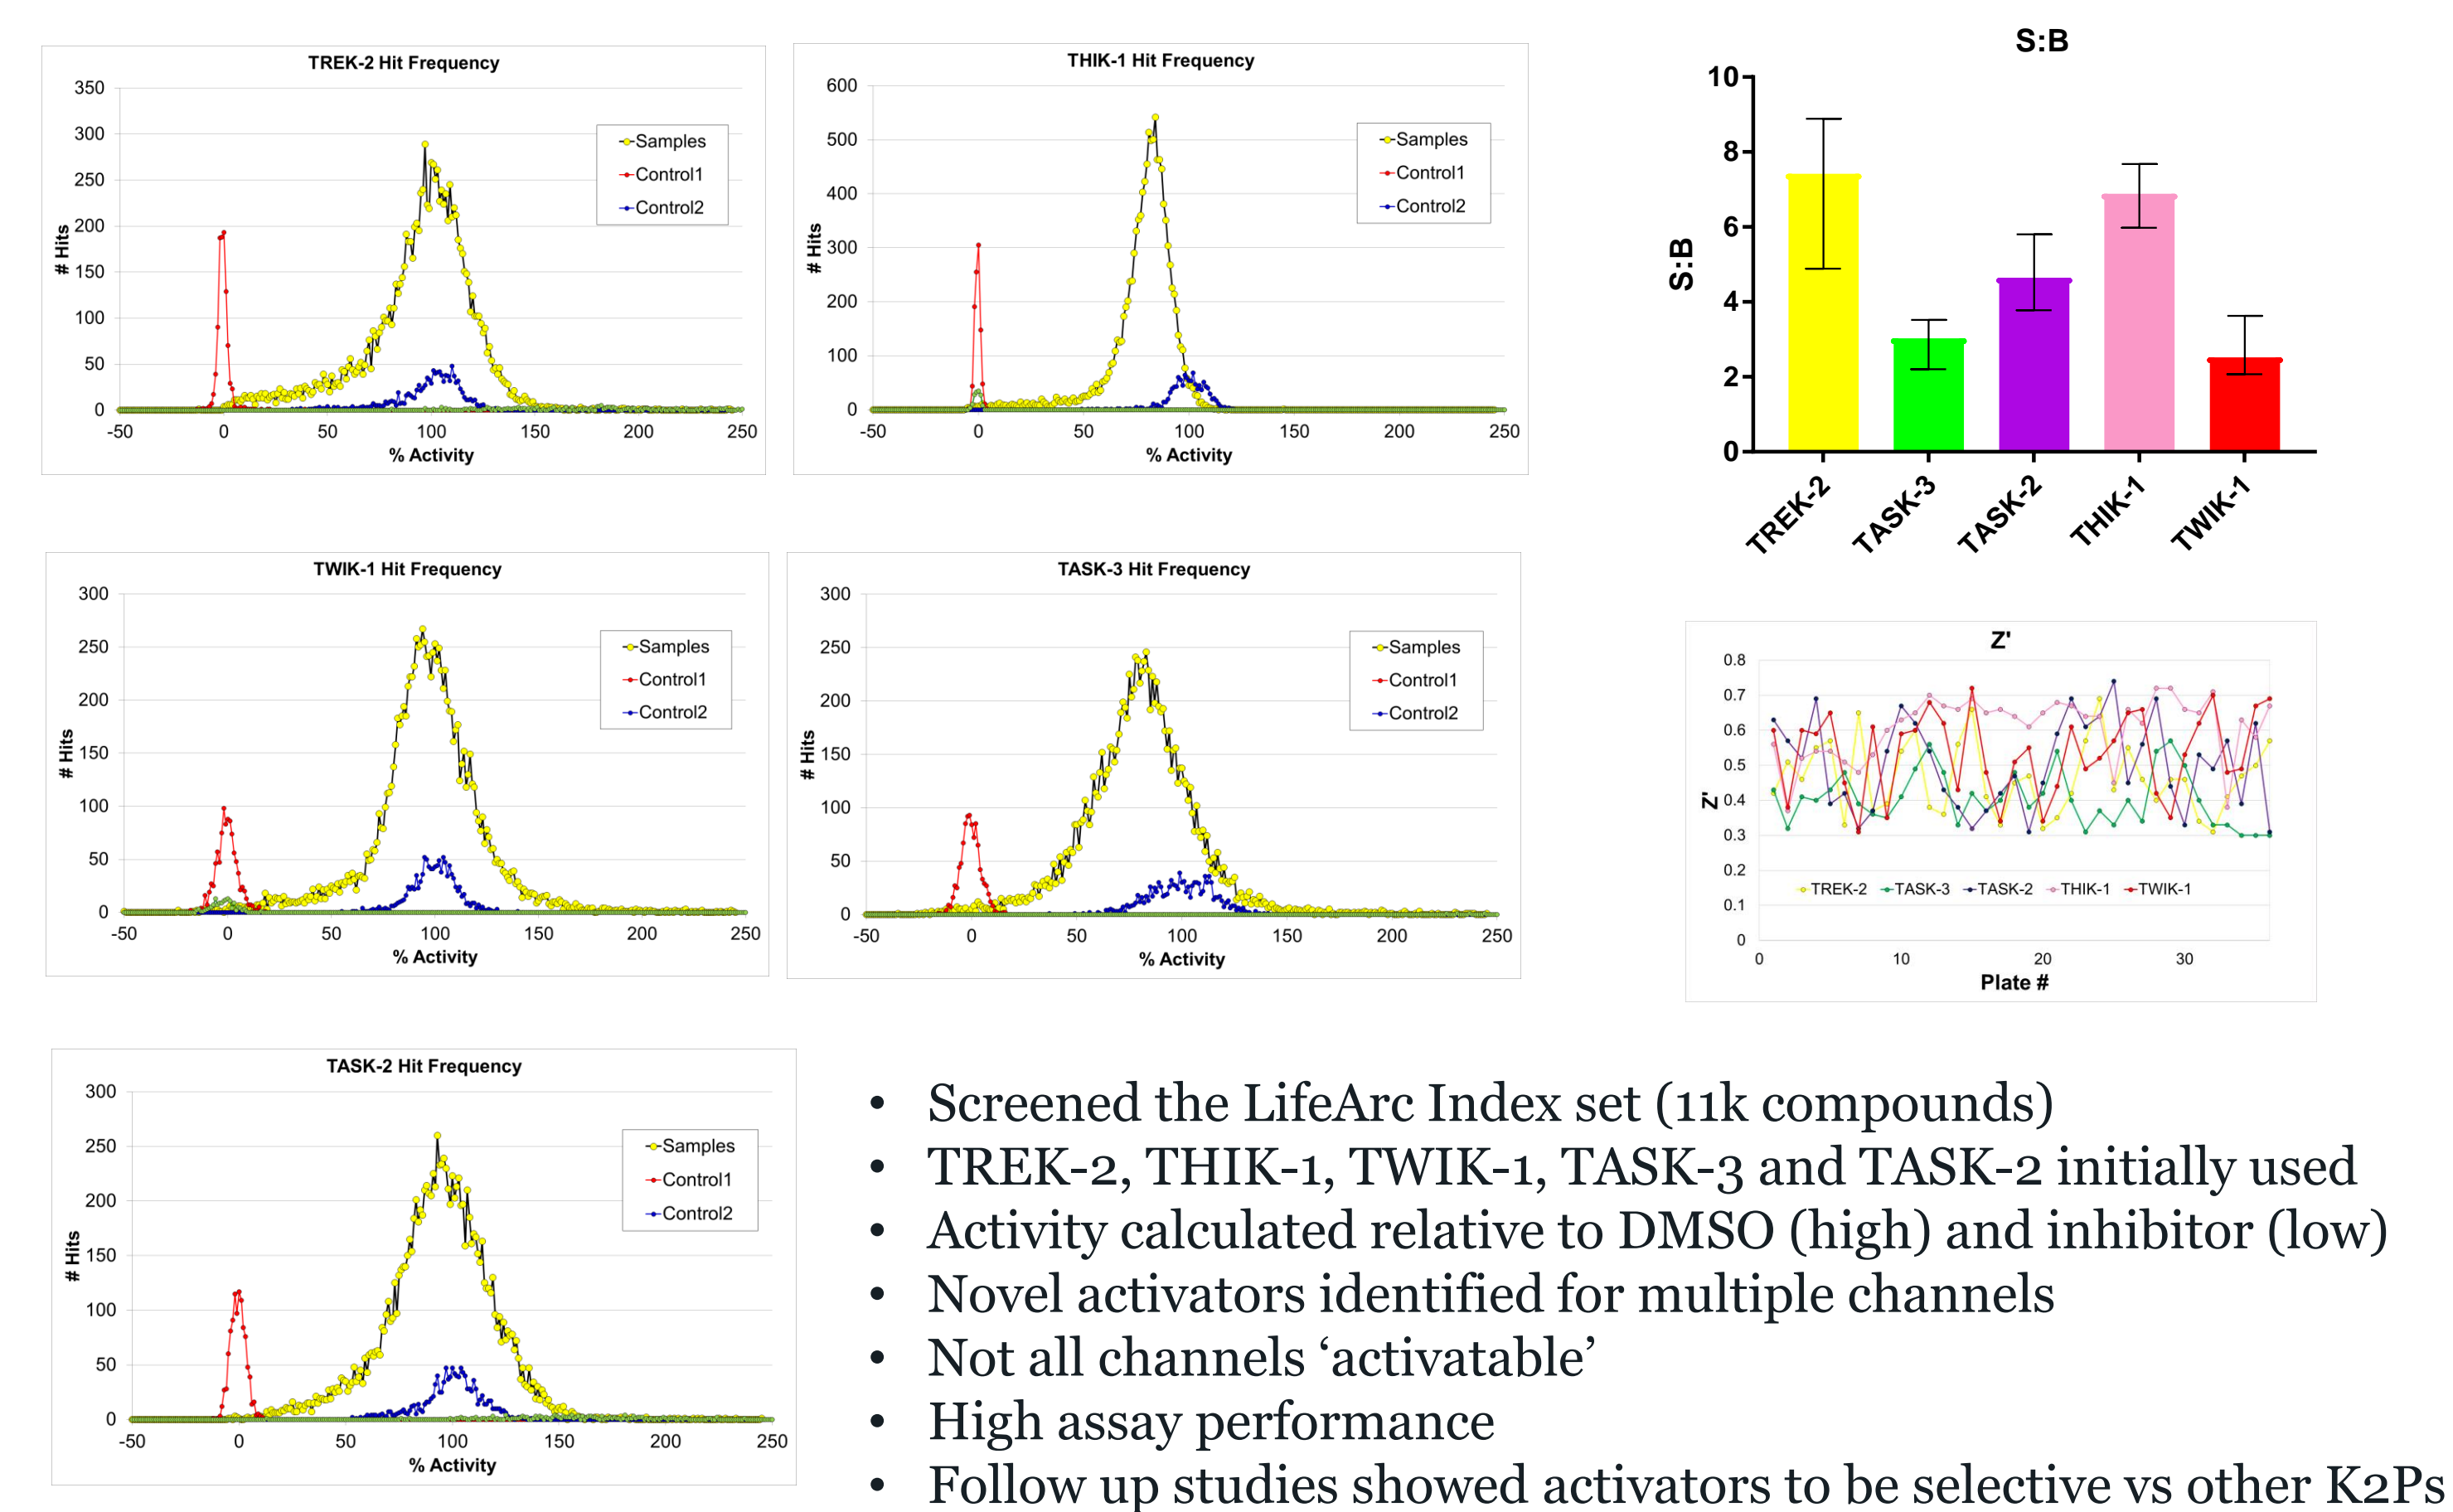 TREK-2 Hit Frequency
350
300
250
200
150
100
50
0
# Hits
-50 0 50 100 150 200 250
% Activity
Samples
Control1
Control2
THIK-1 Hit Frequency
600
500
400
300
200
100
0
# Hits
-50 0 50 100 150 200 250
% Activity
Samples
Control1
Control2
S:B
10
8
6
4
2
0
S:B
TREK-2
TASK-3
TASK-2
THIK-1
TWIK-1
TWIK-1 Hit Frequency
300
250
200
150
100
50
0
# Hits
-50 0 50 100 150 200 250
% Activity
Samples
Control1
Control2
TASK-3 Hit Frequency
300
250
200
150
100
50
0
# Hits
-50 0 50 100 150 200 250
% Activity
Samples
Control1
Control2
Z'
0.8
0.7
0.6
0.5
0.4
0.3
0.2
0.1
0
Z'
TREK-2 TASK-3 TASK-2 THIK-1 TWIK-1
0 10 20 30
Plate #
TASK-2 Hit Frequency
300
250
200
150
100
50
0
# Hits
-50 0 50 100 150 200 250
% Activity
Samples
Control1
Control2
• Screened the LifeArc Index set (11k compounds)
• TREK-2, THIK-1, TWIK-1, TASK-3 and TASK-2 initially used
• Activity calculated relative to DMSO (high) and inhibitor (low)
• Novel activators identified for multiple channels
• Not all channels ‘activatable’
• High assay performance
• Follow up studies showed activators to be selective vs other K2Ps